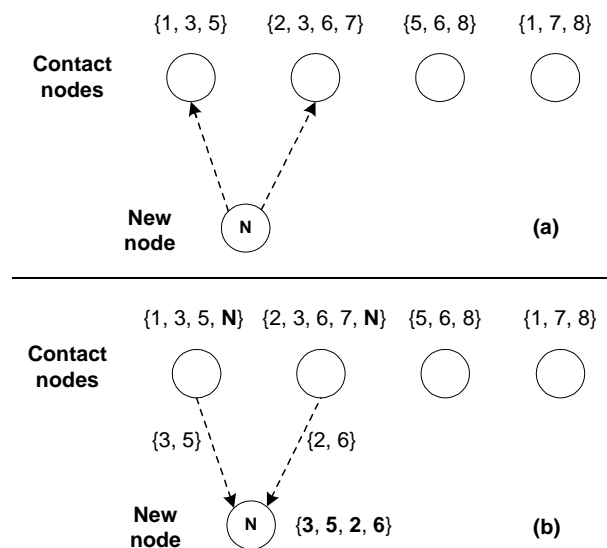 {1, 3, 5} {2, 3, 6, 7} {5, 6, 8} {1, 7, 8}
Contact
nodes
New
node
N
(a)
{1, 3, 5, N} {2, 3, 6, 7, N} {5, 6, 8} {1, 7, 8}
Contact
nodes
{3, 5} {2, 6}
New
node
N
{3, 5, 2, 6}
(b)